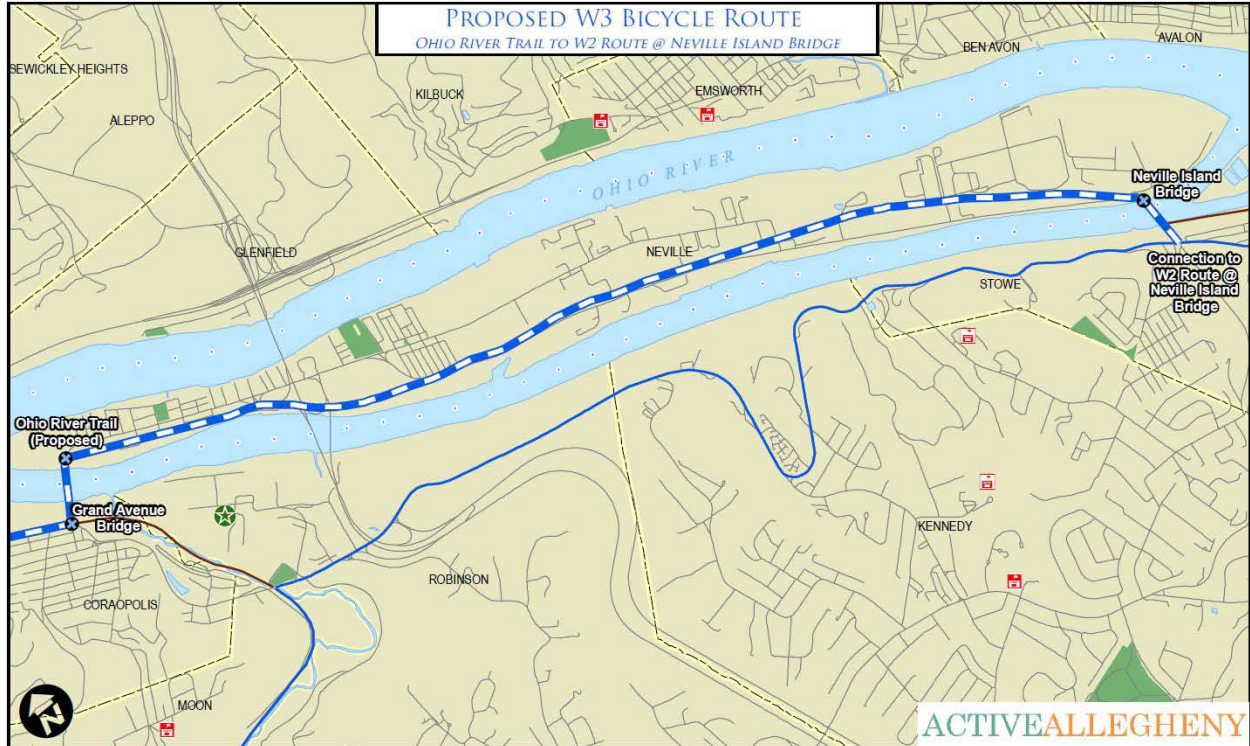 PROPOSED W3 BICYCLE ROUTE
OHIO RIVER TRAIL TO W2 ROUTE @ NEVILLE ISLAND BRIDGE
AVALON
BEN AVON
SEWICKLEY HEIGHTS
KILBUCK
EMSWORTH
ALEPPO
OHIO RIVER
Neville Island
Bridge
GLENFIELD
NEVILLE
Connection to
W2 Route @
Neville Island
Bridge
STOWE
Ohio River Trail
(Proposed)
Grand Avenue
Bridge
KENNEDY
ROBINSON
CORAOPOLIS
MOON
N
ACTIVEALLEGHENY